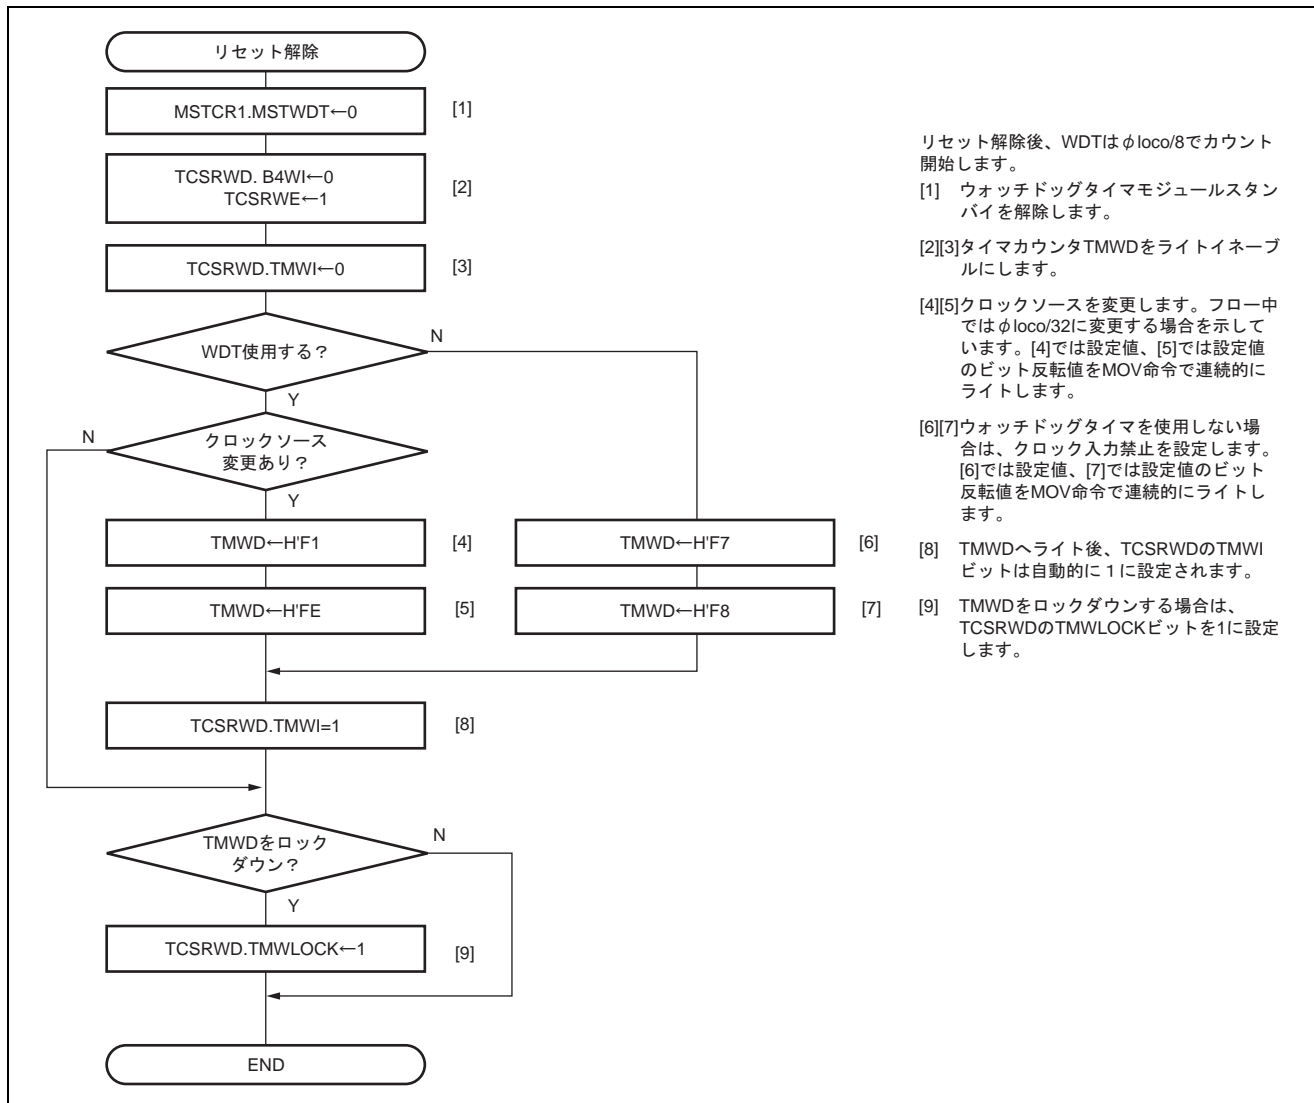 リセット解除
MSTCR1.MSTWDT←0
[1]
TCSRWD. B4WI←0
TCSRWE←1
[2]
TCSRWD.TMWI←0
[3]
WDT使用する？
N
Y
クロックソース
変更あり？
N
Y
TMWD←H'F1
[4]
TMWD←H'F7
[6]
TMWD←H'FE
[5]
TMWD←H'F8
[7]
TCSRWD.TMWI=1
[8]
TMWDをロック
ダウン？
N
Y
TCSRWD.TMWLOCK←1
[9]
END
リセット解除後、WDTはφloco/8でカウント
開始します。
[1] ウォッチドッグタイマモジュールスタン
バイを解除します。
[2][3]タイマカウンタTMWDをライトイネーブ
ルにします。
[4][5]クロックソースを変更します。フロー中
ではφloco/32に変更する場合を示して
います。[4]では設定値、[5]では設定値
のビット反転値をMOV命令で連続的に
ライトします。
[6][7]ウォッチドッグタイマを使用しない場
合は、クロック入力禁止を設定します。
[6]では設定値、[7]では設定値のビット
反転値をMOV命令で連続的にライトし
ます。
[8] TMWDへライト後、TCSRWDのTMWI
ビットは自動的に１に設定されます。
[9] TMWDをロックダウンする場合は、
TCSRWDのTMWLOCKビットを1に設定
します。